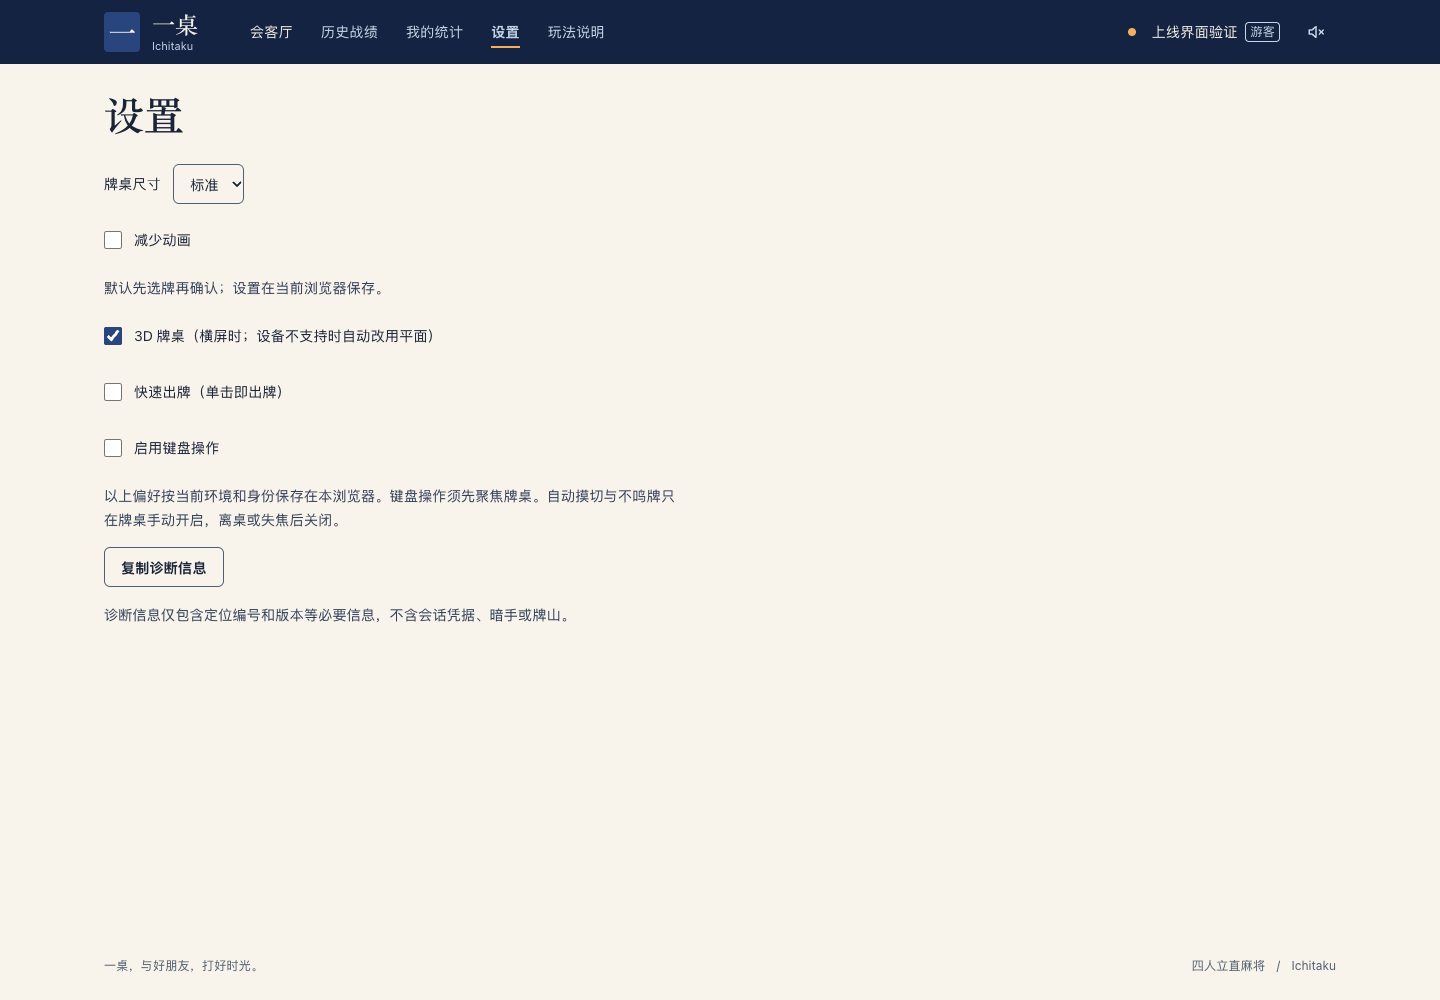 一
一桌
Ichitaku
会客厅
历史战绩
我的统计
设置
玩法说明
上线界面验证
游客
设置
牌桌尺寸
标准
减少动画
默认先选牌再确认；设置在当前浏览器保存。
3D 牌桌（横屏时；设备不支持时自动改用平面）
快速出牌（单击即出牌）
启用键盘操作
以上偏好按当前环境和身份保存在本浏览器。键盘操作须先聚焦牌桌。自动摸切与不鸣牌只
在牌桌手动开启，离桌或失焦后关闭。
复制诊断信息
诊断信息仅包含定位编号和版本等必要信息，不含会话凭据、暗手或牌山。
一桌，与好朋友，打好时光。
四人立直麻将 / Ichitaku